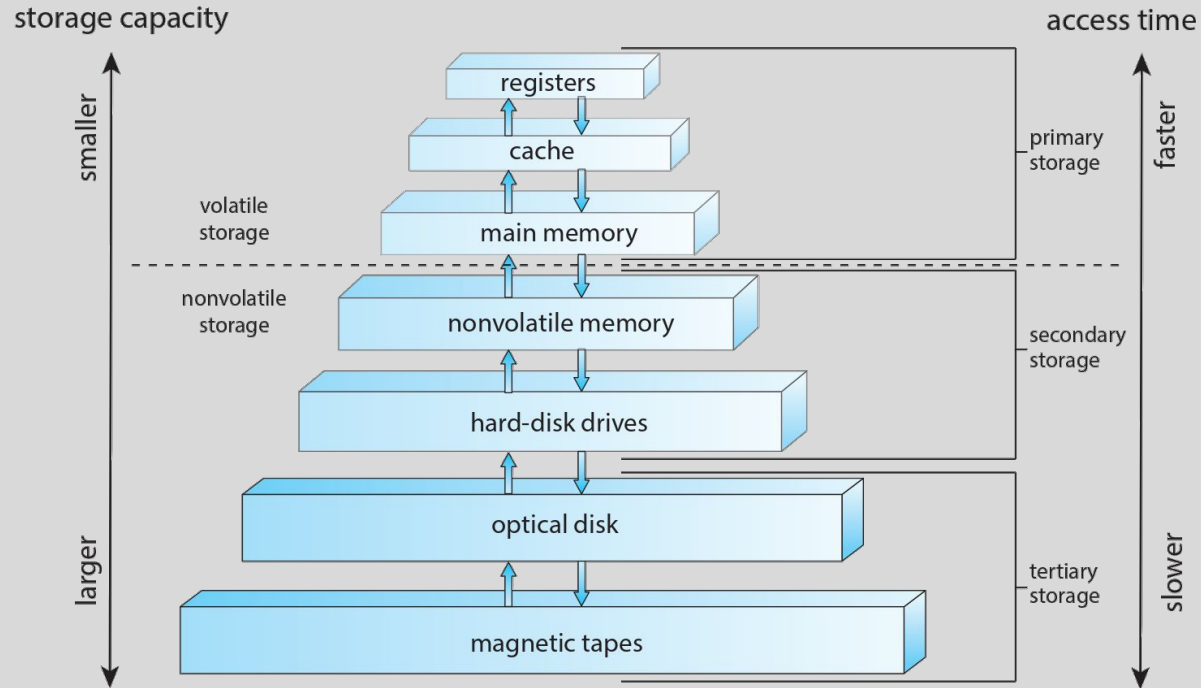 storage capacity
access time
smaller
faster
registers
cache
primary
storage
volatile
storage
main memory
nonvolatile
storage
nonvolatile memory
secondary
storage
hard-disk drives
optical disk
larger
slower
tertiary
storage
magnetic tapes